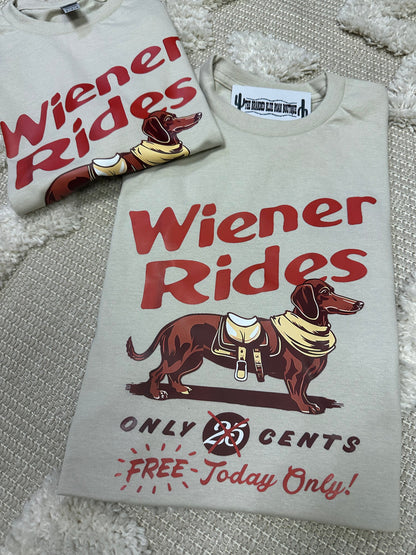 Wiener
Rides
Wiener
Rides
ONLY 25 CENTS
FREE Today Only!